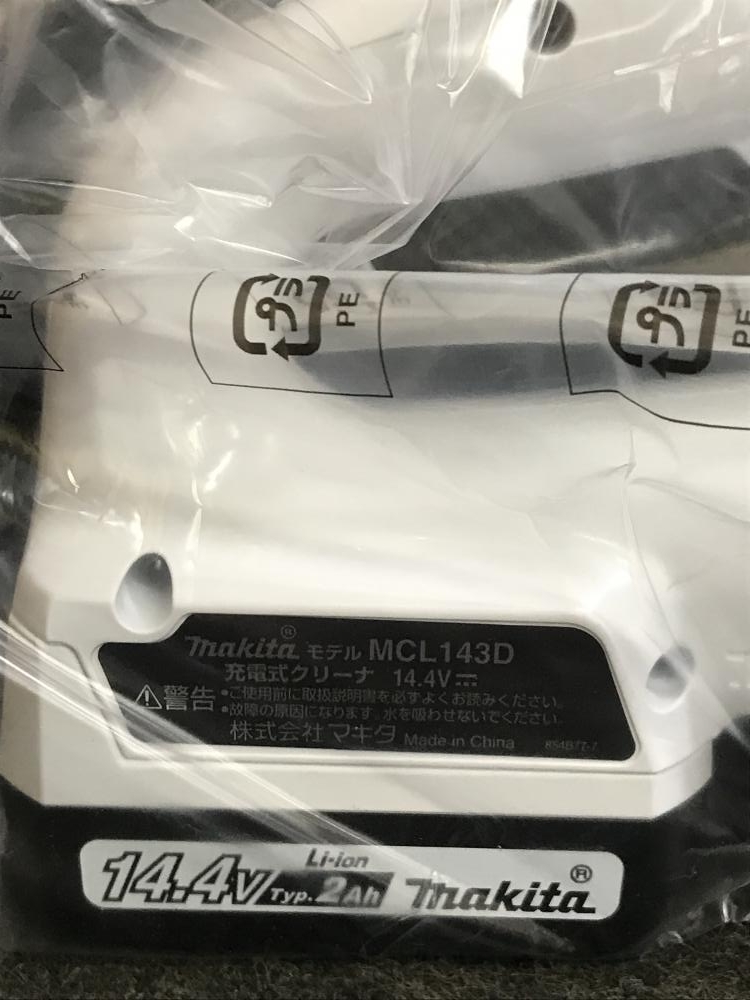 PE
プラ
PE
プラ
PE
makita® モデル MCL143D
充電式クリーナ 14.4V⎓
⚠警告 •ご使用前に取扱説明書を必ずよくお読みください。
•故障の原因になります。水を吸わせないでください。
株式会社マキタ Made in China 854B77-7
14.4V Li-ion Typ. 2Ah makita®